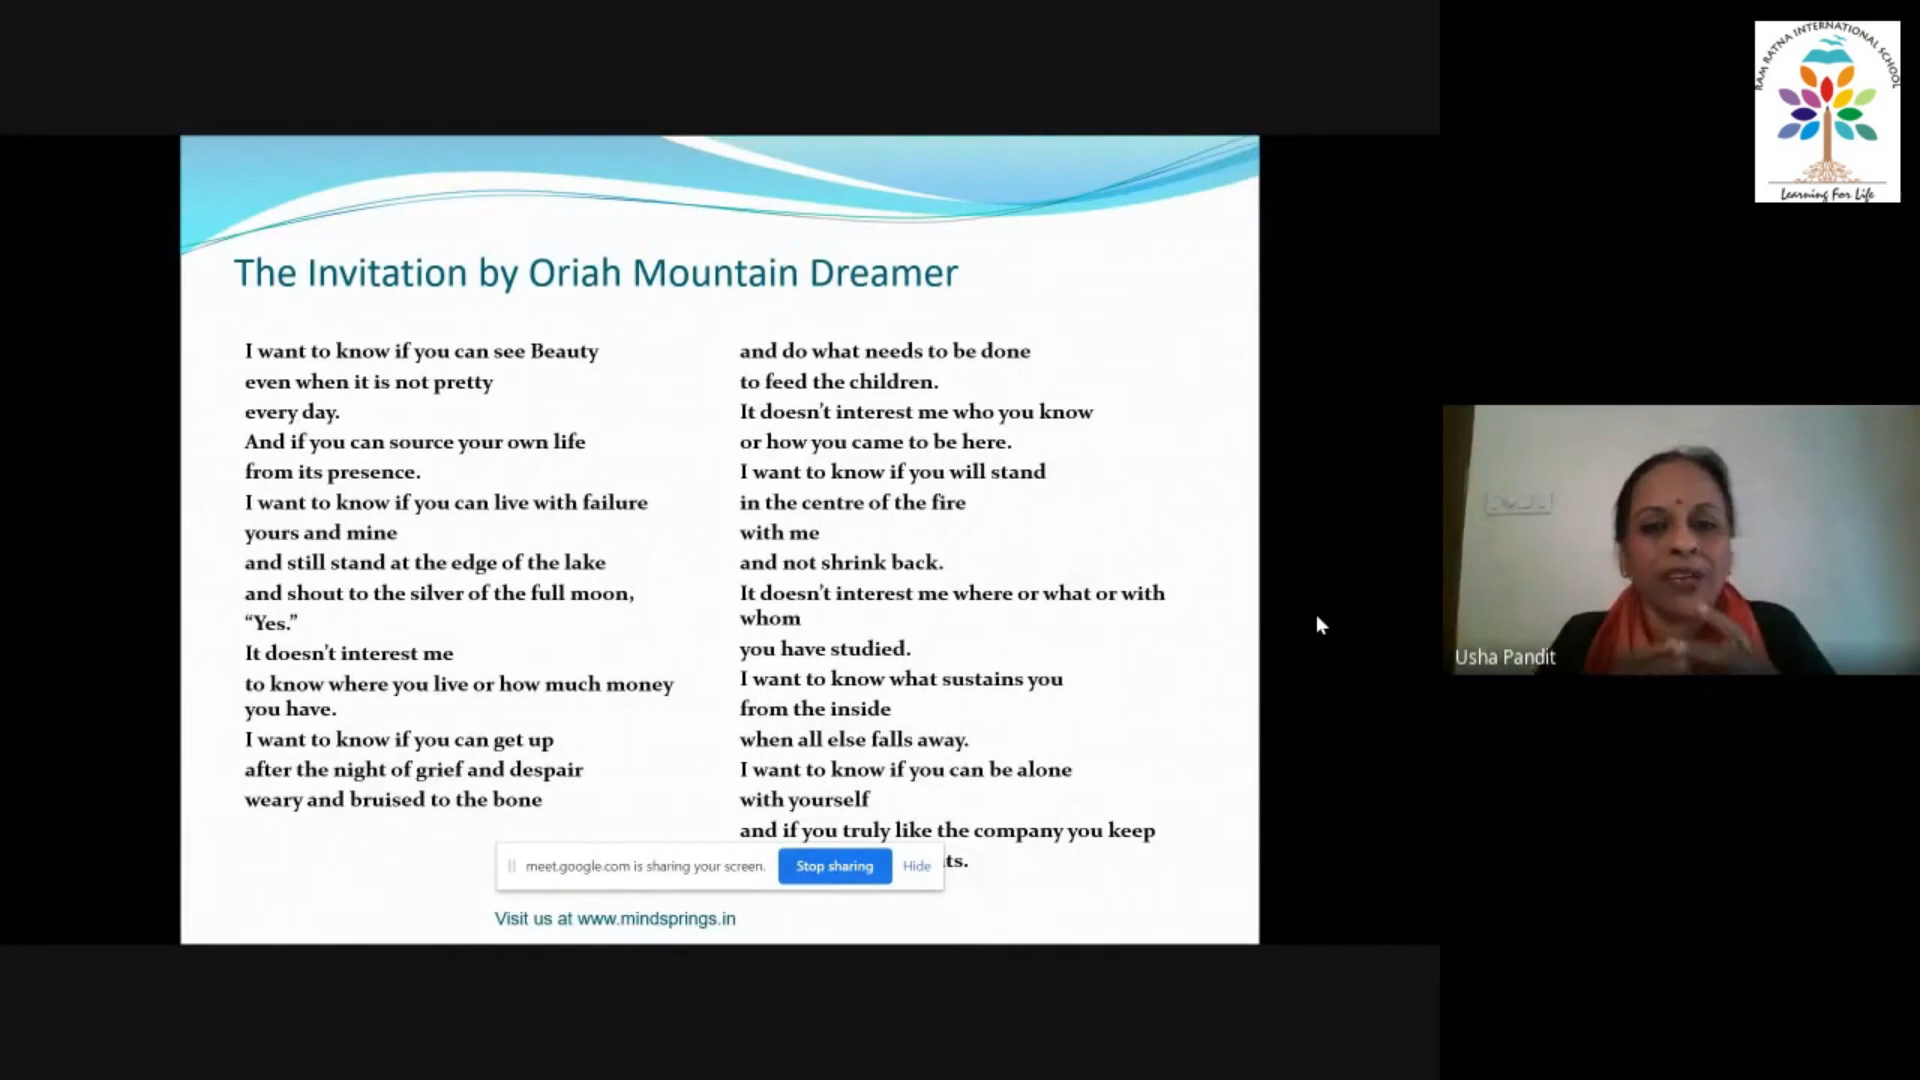 RAM RATNA INTERNATIONAL SCHOOL
Learning For Life
The Invitation by Oriah Mountain Dreamer
I want to know if you can see Beauty
even when it is not pretty
every day.
And if you can source your own life
from its presence.
I want to know if you can live with failure
yours and mine
and still stand at the edge of the lake
and shout to the silver of the full moon,
“Yes.”
It doesn’t interest me
to know where you live or how much money
you have.
I want to know if you can get up
after the night of grief and despair
weary and bruised to the bone
and do what needs to be done
to feed the children.
It doesn’t interest me who you know
or how you came to be here.
I want to know if you will stand
in the centre of the fire
with me
and not shrink back.
It doesn’t interest me where or what or with
whom
you have studied.
I want to know what sustains you
from the inside
when all else falls away.
I want to know if you can be alone
with yourself
and if you truly like the company you keep
ts.
meet.google.com is sharing your screen. Stop sharing Hide
Visit us at www.mindsprings.in
Usha Pandit